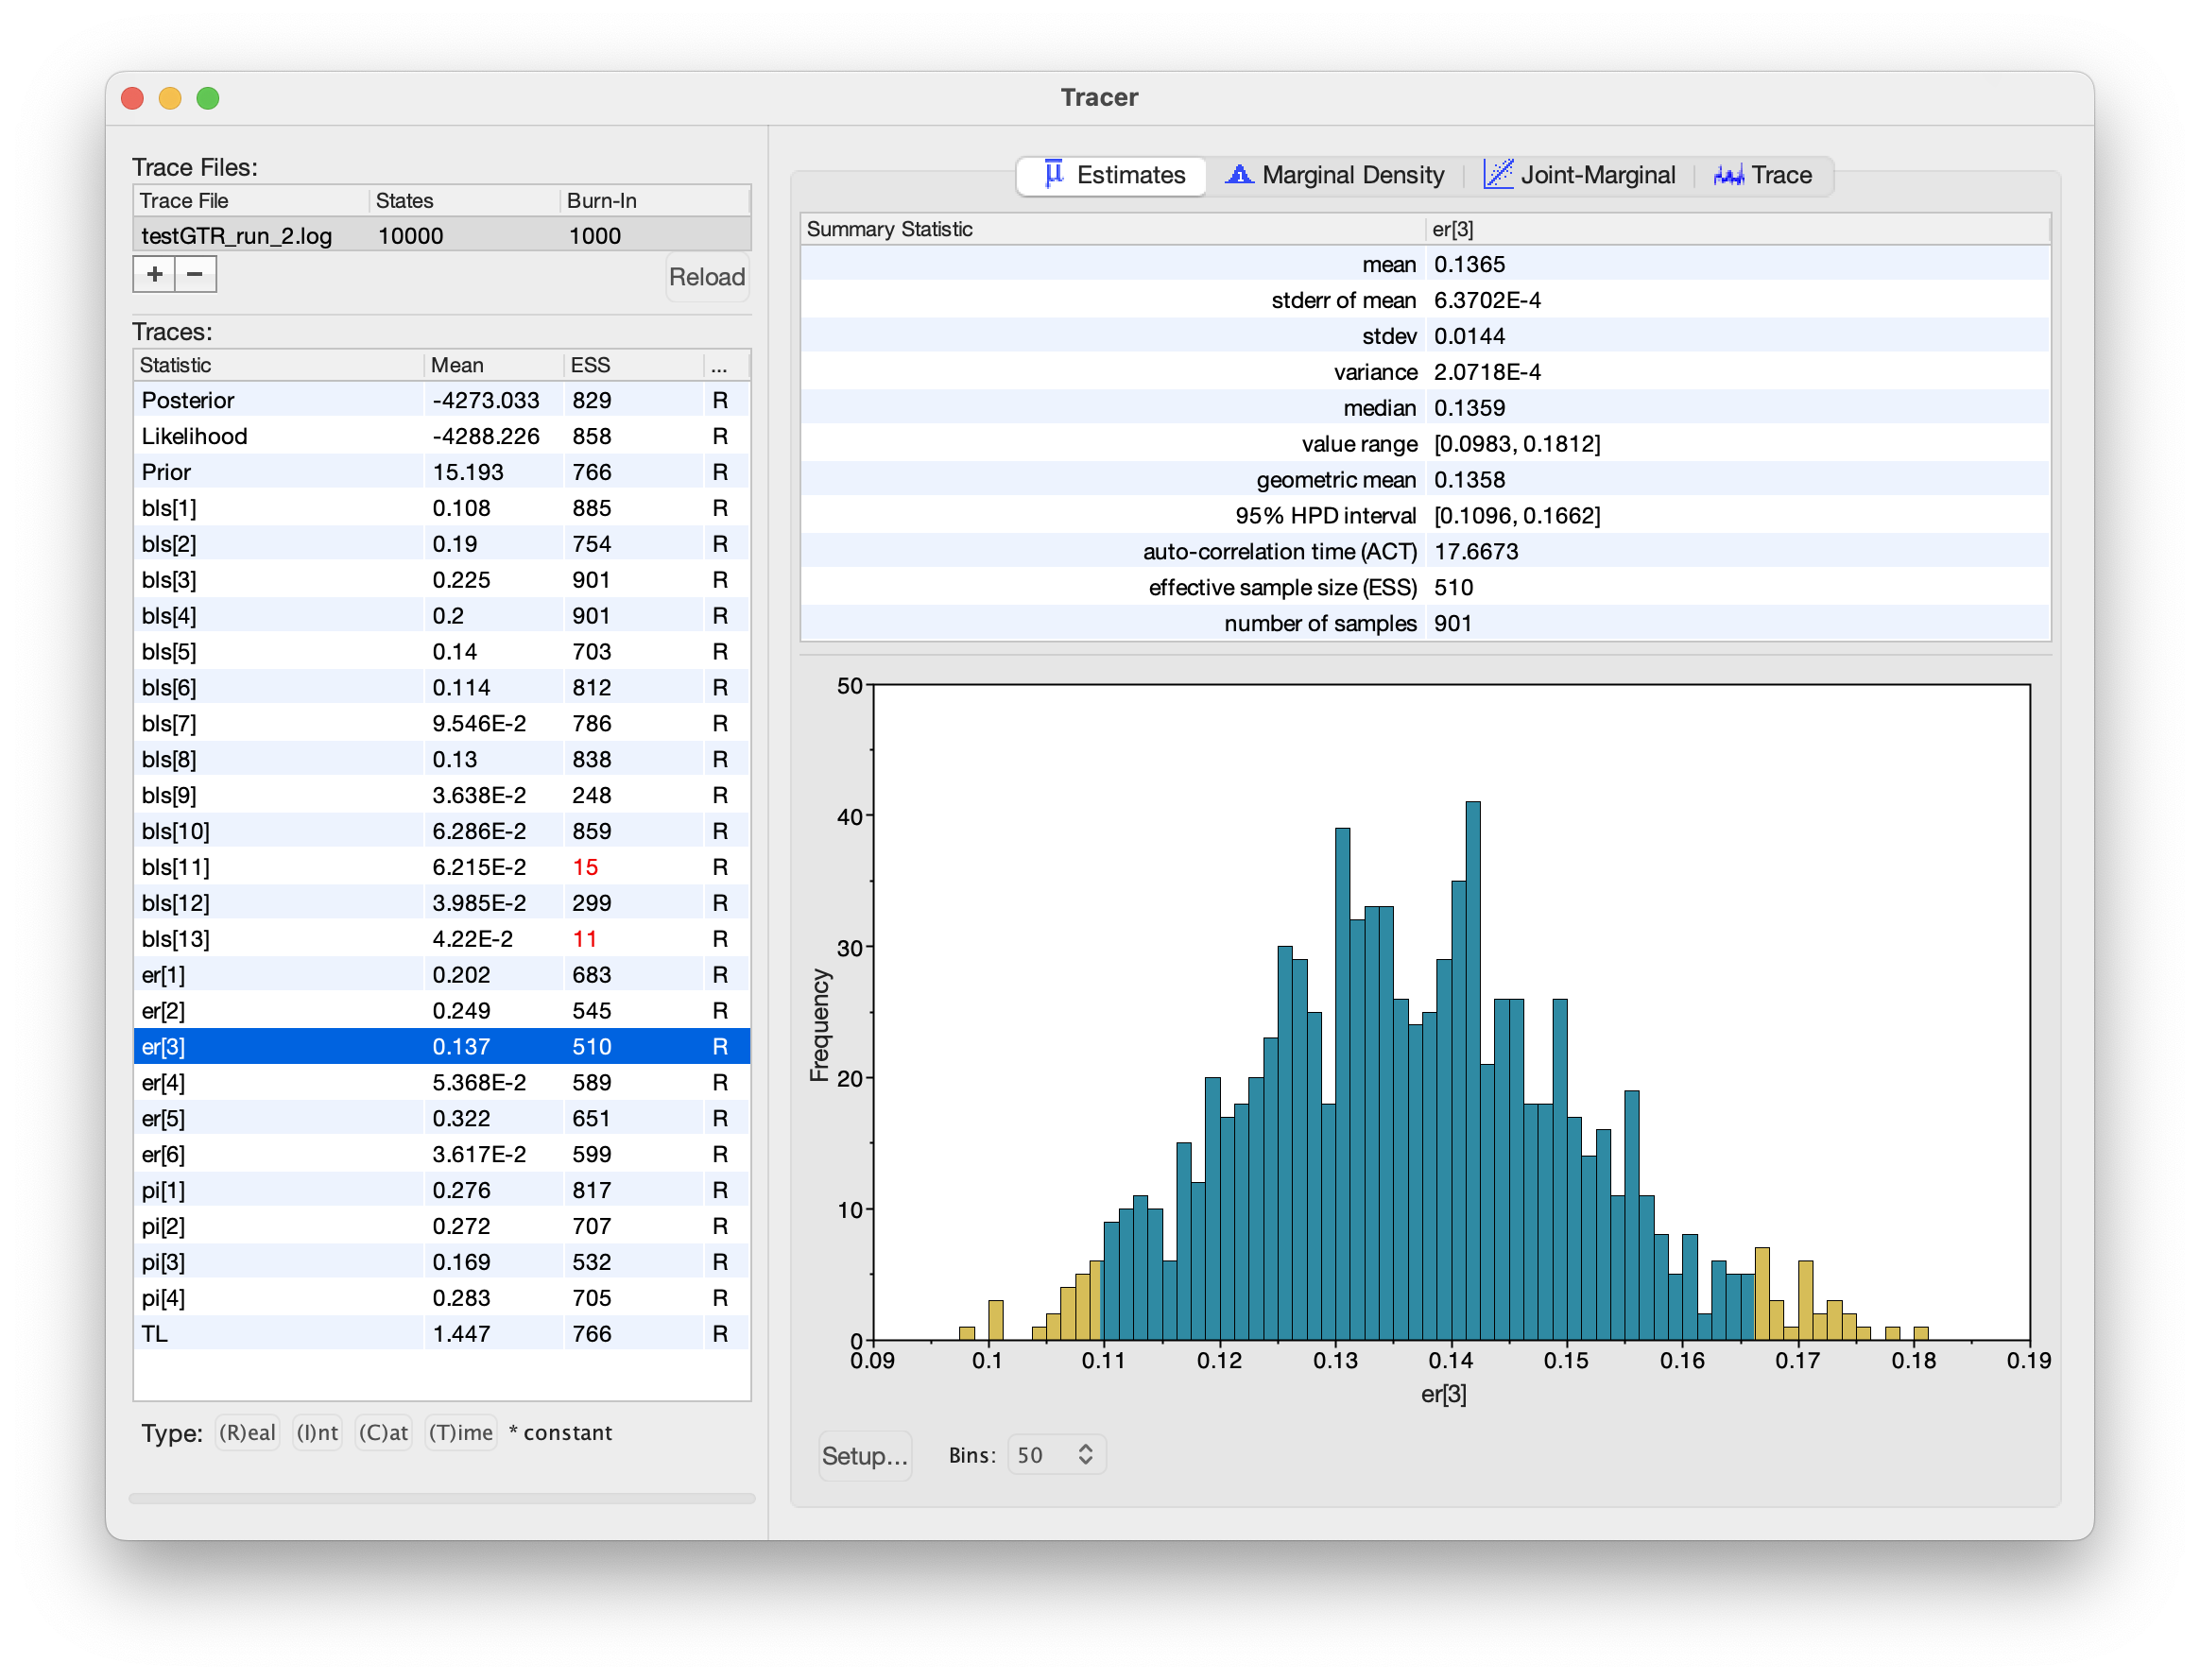 Tracer
Trace Files:
Trace File States Burn-In
testGTR_run_2.log 10000 1000
+ −
Reload
Traces:
Statistic Mean ESS ...
Posterior -4273.033 829 R
Likelihood -4288.226 858 R
Prior 15.193 766 R
bls[1] 0.108 885 R
bls[2] 0.19 754 R
bls[3] 0.225 901 R
bls[4] 0.2 901 R
bls[5] 0.14 703 R
bls[6] 0.114 812 R
bls[7] 9.546E-2 786 R
bls[8] 0.13 838 R
bls[9] 3.638E-2 248 R
bls[10] 6.286E-2 859 R
bls[11] 6.215E-2 15 R
bls[12] 3.985E-2 299 R
bls[13] 4.22E-2 11 R
er[1] 0.202 683 R
er[2] 0.249 545 R
er[3] 0.137 510 R
er[4] 5.368E-2 589 R
er[5] 0.322 651 R
er[6] 3.617E-2 599 R
pi[1] 0.276 817 R
pi[2] 0.272 707 R
pi[3] 0.169 532 R
pi[4] 0.283 705 R
TL 1.447 766 R
Type: (R)eal (I)nt (C)at (T)ime * constant
Estimates Marginal Density Joint-Marginal Trace
Summary Statistic er[3]
mean 0.1365
stderr of mean 6.3702E-4
stdev 0.0144
variance 2.0718E-4
median 0.1359
value range [0.0983, 0.1812]
geometric mean 0.1358
95% HPD interval [0.1096, 0.1662]
auto-correlation time (ACT) 17.6673
effective sample size (ESS) 510
number of samples 901
50
40
30
20
10
0
Frequency
0.09 0.1 0.11 0.12 0.13 0.14 0.15 0.16 0.17 0.18 0.19
er[3]
Setup... Bins: 50